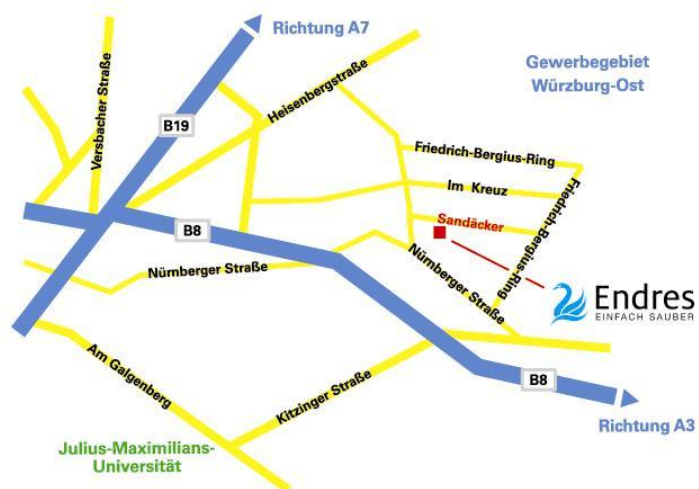 Richtung A7
Gewerbegebiet
Würzburg-Ost
Versbacher Straße
Heisenbergstraße
B19
Friedrich-Bergius-Ring
Im Kreuz
Friedrich-Bergius-Ring
Sandäcker
B8
Nürnberger Straße
Nürnberger Straße
Endres
EINFACH SAUBER
Am Galgenberg
Kitzinger Straße
B8
Richtung A3
Julius-Maximilians-
Universität